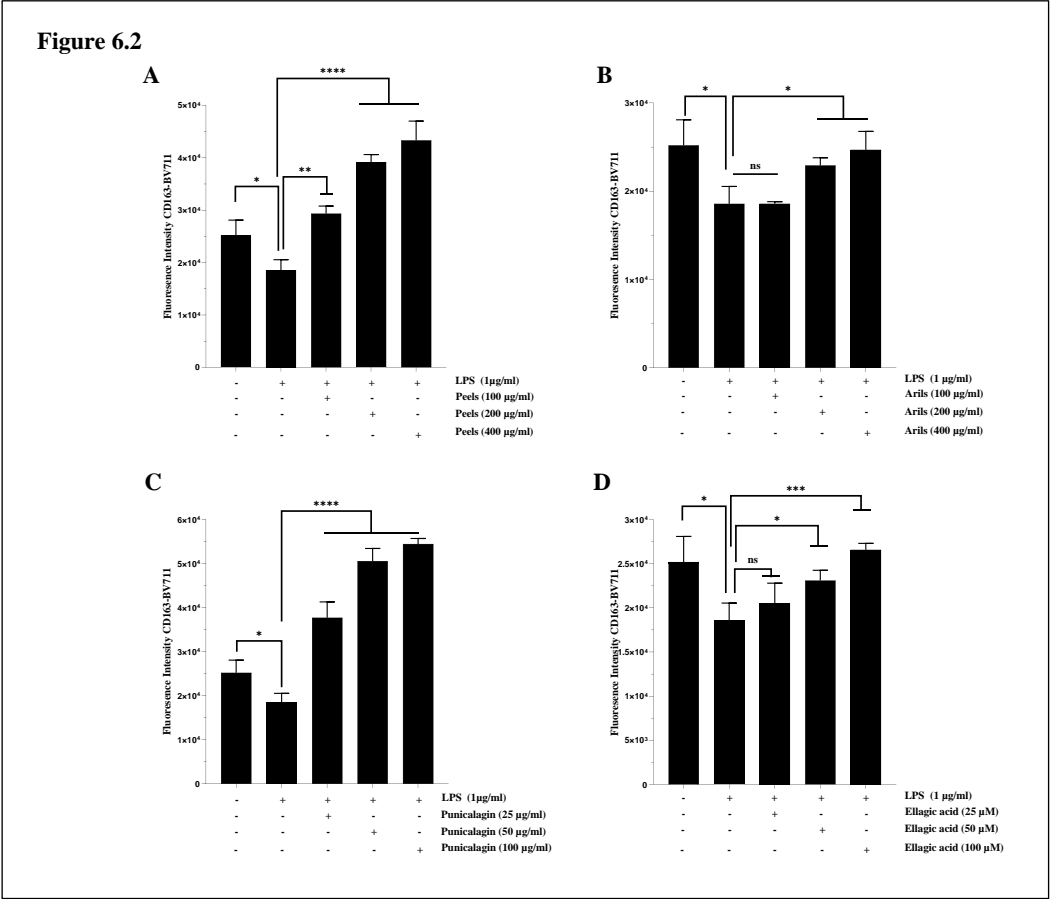 Figure 6.2
A
****
*
**
Fluoresence Intensity CD163-BV711
5×10⁴
4×10⁴
3×10⁴
2×10⁴
1×10⁴
0
- + + + + LPS (1µg/ml)
- - + - - Peels (100 µg/ml)
- - - + - Peels (200 µg/ml)
- - - - + Peels (400 µg/ml)
B
*
*
ns
Fluoresence Intensity CD163-BV711
3×10⁴
2×10⁴
1×10⁴
0
- + + + + LPS (1 µg/ml)
- - + - - Arils (100 µg/ml)
- - - + - Arils (200 µg/ml)
- - - - + Arils (400 µg/ml)
C
****
*
Fluoresence Intensity CD163-BV711
6×10⁴
5×10⁴
4×10⁴
3×10⁴
2×10⁴
1×10⁴
0
- + + + + LPS (1µg/ml)
- - + - - Punicalagin (25 µg/ml)
- - - + - Punicalagin (50 µg/ml)
- - - - + Punicalagin (100 µg/ml)
D
***
*
*
ns
Fluoresence Intensity CD163-BV711
3×10⁴
2.5×10⁴
2×10⁴
1.5×10⁴
1×10⁴
5×10³
0
- + + + + LPS (1 µg/ml)
- - + - - Ellagic acid (25 µM)
- - - + - Ellagic acid (50 µM)
- - - - + Ellagic acid (100 µM)